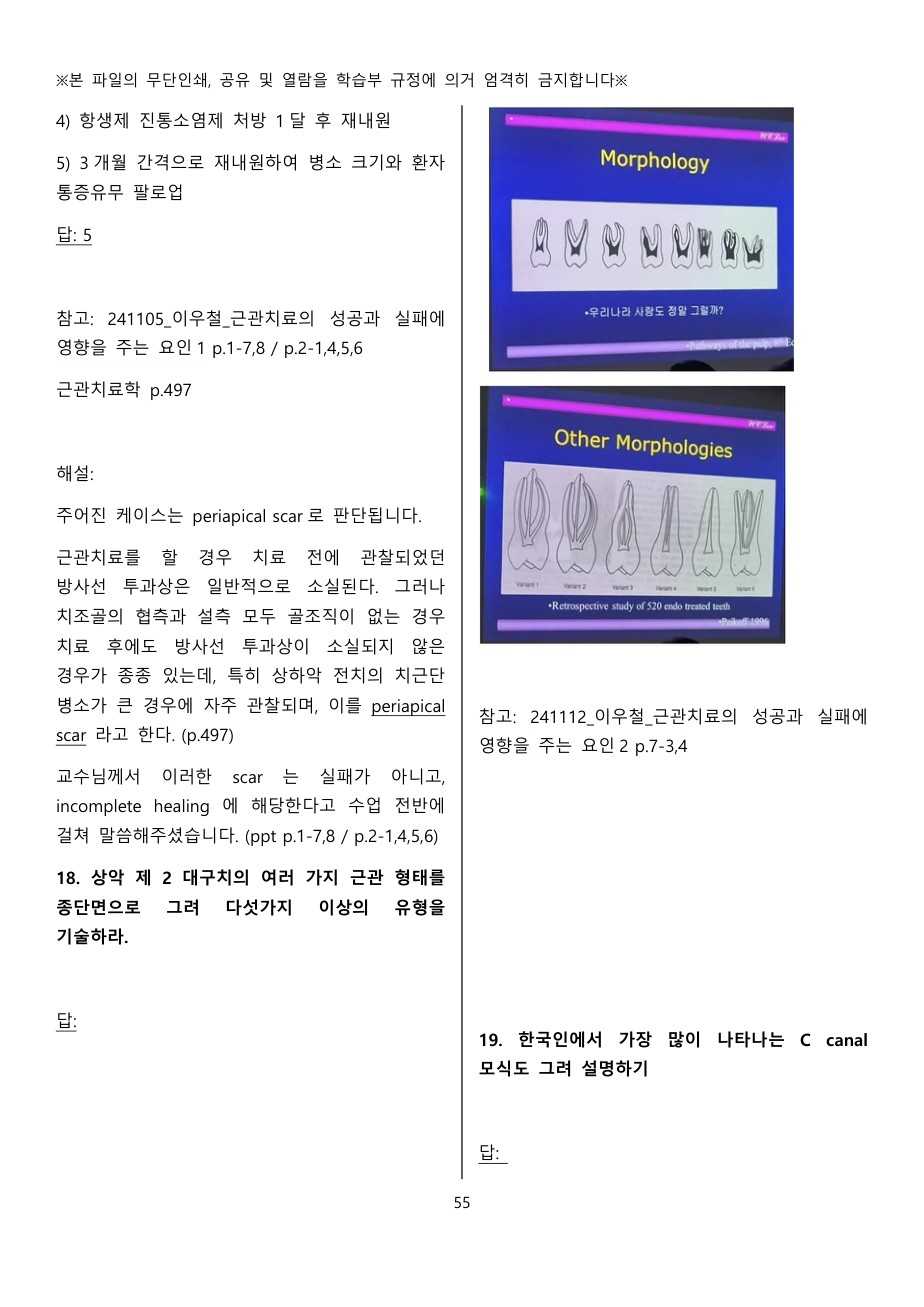 ※본 파일의 무단인쇄, 공유 및 열람을 학습부 규정에 의거 엄격히 금지합니다※
4) 항생제 진통소염제 처방 1달 후 재내원
5) 3개월 간격으로 재내원하여 병소 크기와 환자
통증유무 팔로업
답: 5
참고: 241105_이우철_근관치료의 성공과 실패에
영향을 주는 요인1 p.1-7,8 / p.2-1,4,5,6
근관치료학 p.497
해설:
주어진 케이스는 periapical scar로 판단됩니다.
근관치료를 할 경우 치료 전에 관찰되었던
방사선 투과상은 일반적으로 소실된다. 그러나
치조골의 협측과 설측 모두 골조직이 없는 경우
치료 후에도 방사선 투과상이 소실되지 않은
경우가 종종 있는데, 특히 상하악 전치의 치근단
병소가 큰 경우에 자주 관찰되며, 이를 periapical
scar 라고 한다. (p.497)
교수님께서 이러한 scar 는 실패가 아니고,
incomplete healing 에 해당한다고 수업 전반에
걸쳐 말씀해주셨습니다. (ppt p.1-7,8 / p.2-1,4,5,6)
18. 상악 제 2 대구치의 여러 가지 근관 형태를
종단면으로 그려 다섯가지 이상의 유형을
기술하라.
답:
Morphology
•우리나라 사람도 정말 그럴까?
•Pathways of the pulp,
Other Morphologies
Variant 1 Variant 2 Variant 3 Variant 4 Variant 5 Variant 6
•Retrospective study of 520 endo treated teeth
•Peikoff 1996
참고: 241112_이우철_근관치료의 성공과 실패에
영향을 주는 요인2 p.7-3,4
19. 한국인에서 가장 많이 나타나는 C canal
모식도 그려 설명하기
답:
55